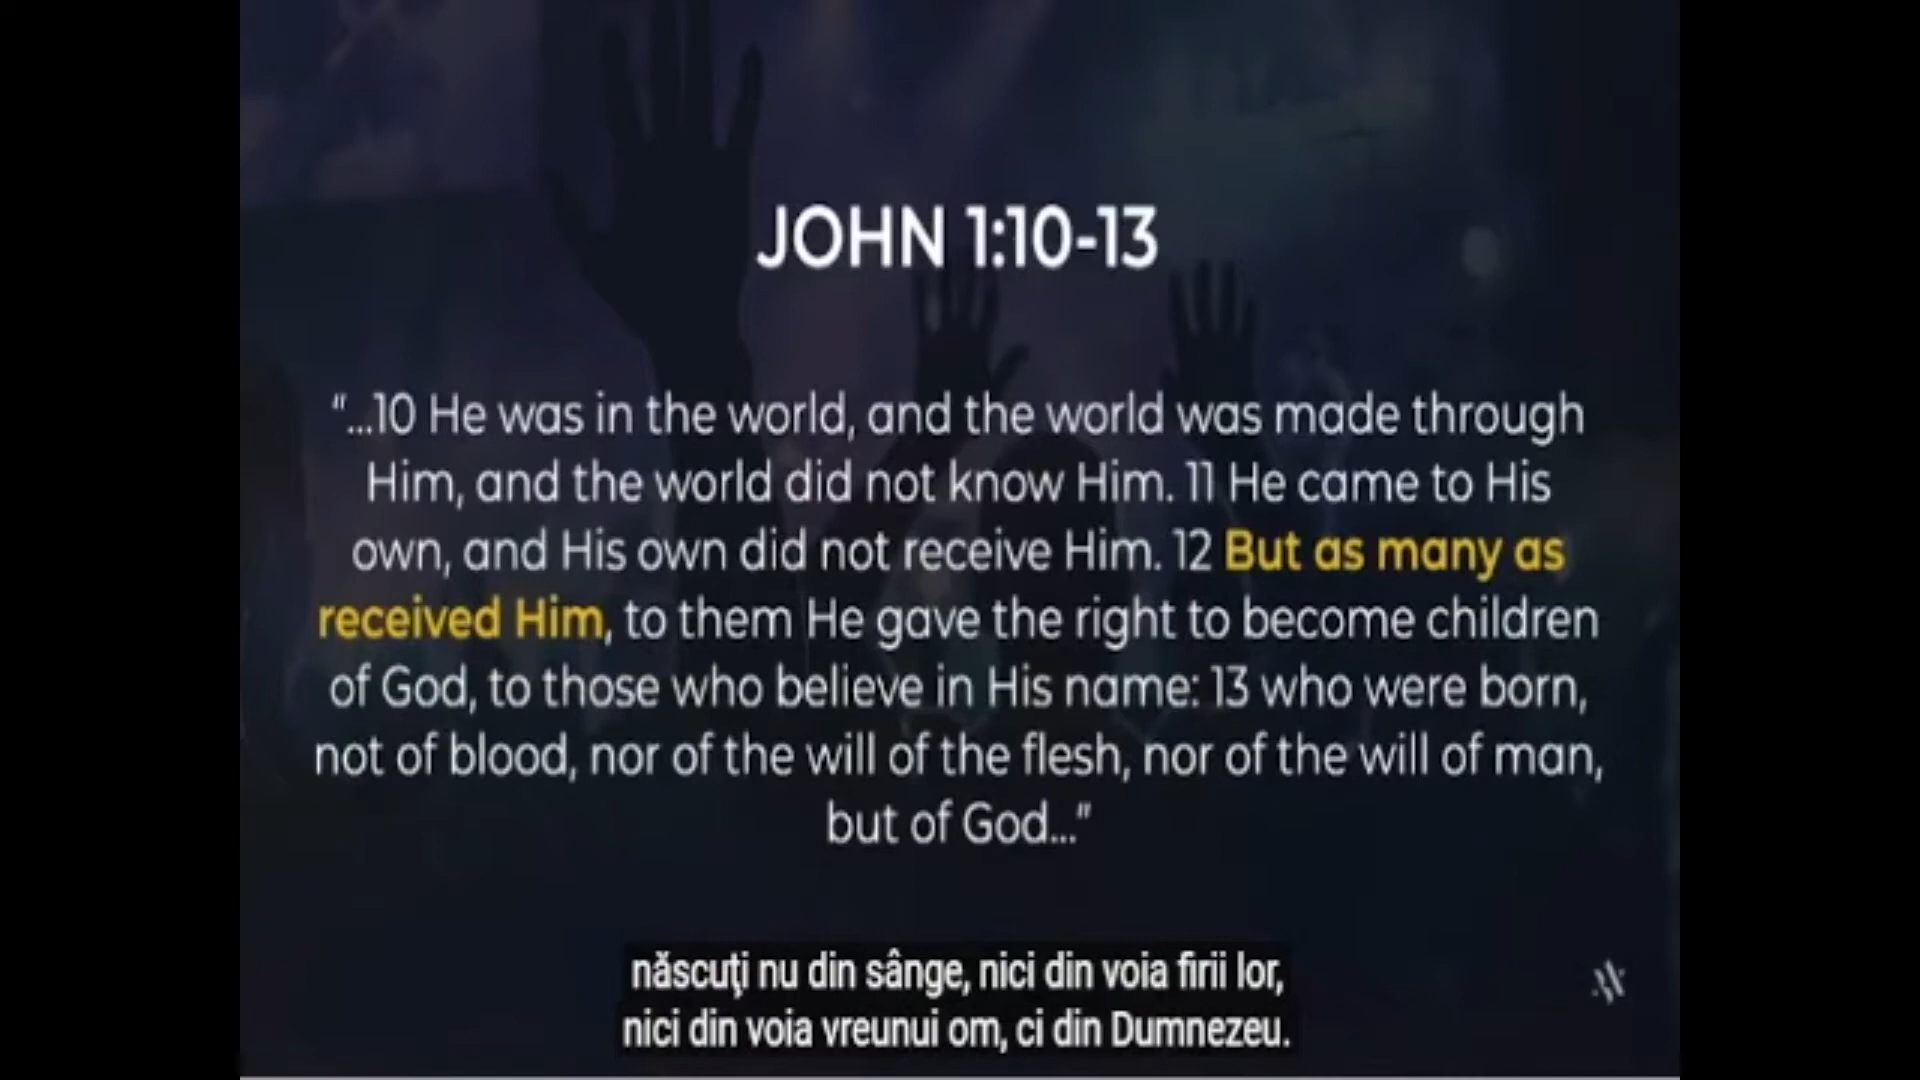 JOHN 1:10-13
"...10 He was in the world, and the world was made through
Him, and the world did not know Him. 11 He came to His
own, and His own did not receive Him. 12 But as many as
received Him, to them He gave the right to become children
of God, to those who believe in His name: 13 who were born,
not of blood, nor of the will of the flesh, nor of the will of man,
but of God..."
născuţi nu din sânge, nici din voia firii lor,
nici din voia vreunui om, ci din Dumnezeu.